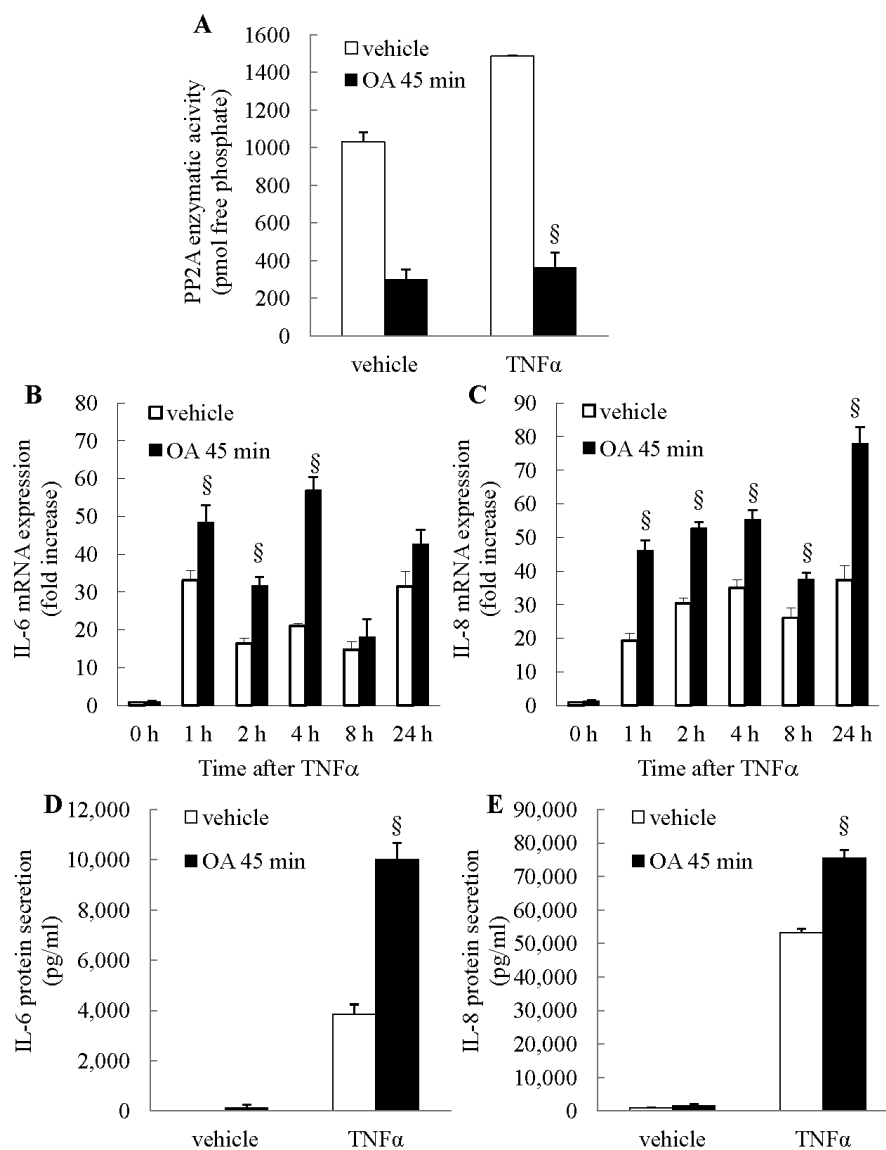 A
PP2A enzymatic acivity
(pmol free phosphate)
1600
1400
1200
1000
800
600
400
200
0
vehicle
OA 45 min
§
vehicle
TNFα
B
IL-6 mRNA expression
(fold increase)
80
70
60
50
40
30
20
10
0
vehicle
OA 45 min
§
§
§
0 h
1 h
2 h
4 h
8 h
24 h
Time after TNFα
C
IL-8 mRNA expression
(fold increase)
90
80
70
60
50
40
30
20
10
0
vehicle
OA 45 min
§
§
§
§
§
0 h
1 h
2 h
4 h
8 h
24 h
Time after TNFα
D
IL-6 protein secretion
(pg/ml)
12,000
10,000
8,000
6,000
4,000
2,000
0
vehicle
OA 45 min
§
vehicle
TNFα
E
IL-8 protein secretion
(pg/ml)
90,000
80,000
70,000
60,000
50,000
40,000
30,000
20,000
10,000
0
vehicle
OA 45 min
§
vehicle
TNFα